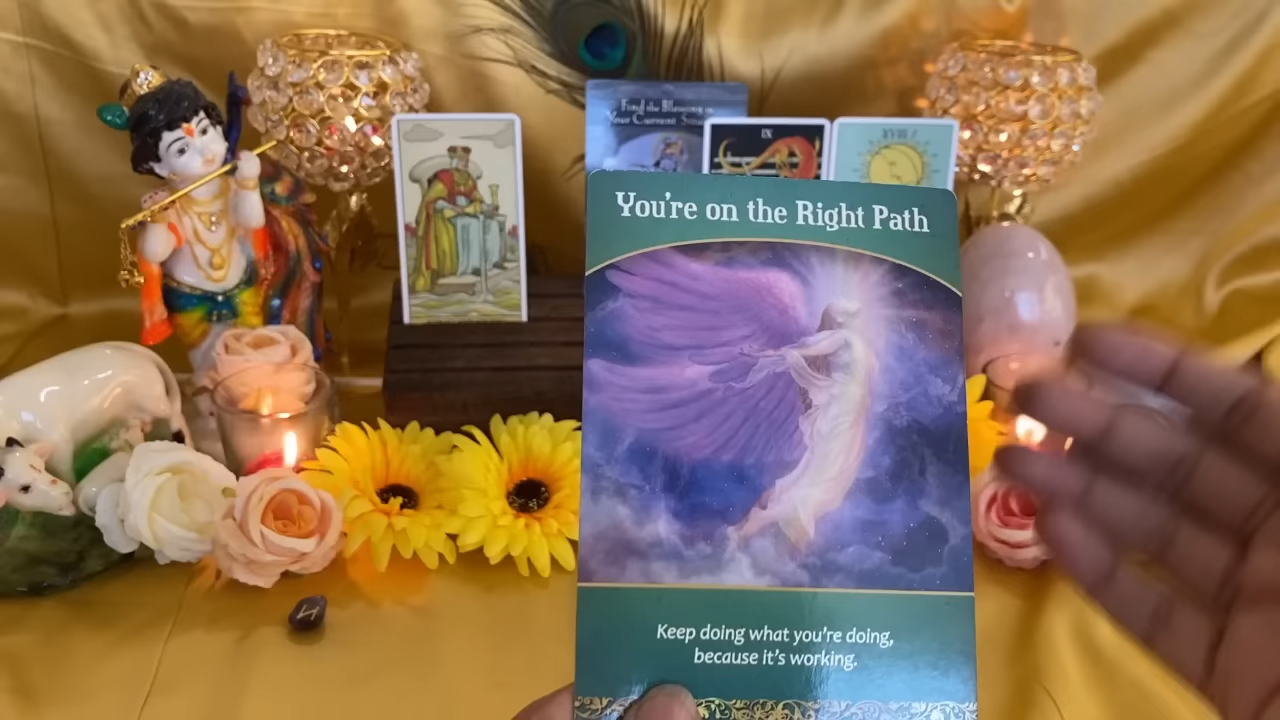 Find the Blessing in
Your Current
IX
XVIII
You're on the Right Path
Keep doing what you're doing,
because it's working.